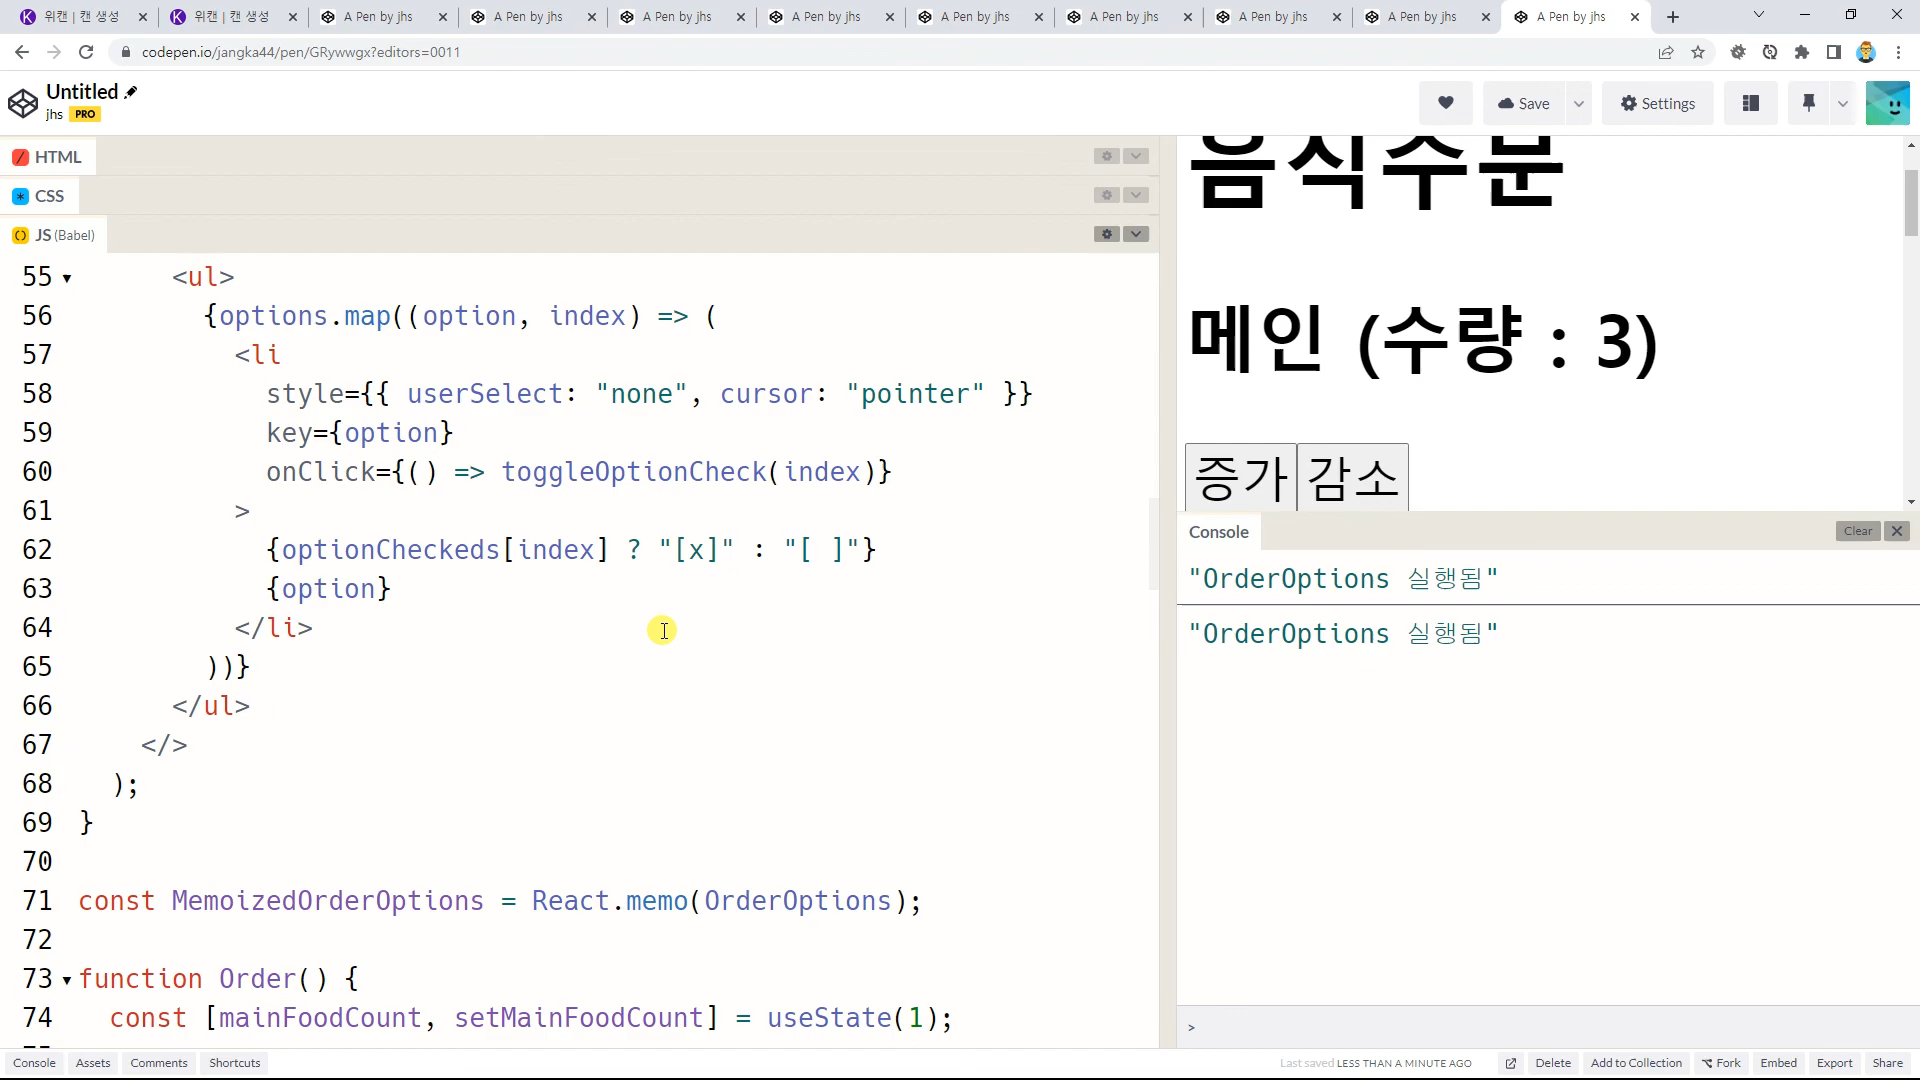 위캔 | 캔 생성
위캔 | 캔 생성
A Pen by jhs
A Pen by jhs
A Pen by jhs
A Pen by jhs
A Pen by jhs
A Pen by jhs
A Pen by jhs
A Pen by jhs
A Pen by jhs
codepen.io/jangka44/pen/GRywwgx?editors=0011
Untitled
jhs PRO
Save
Settings
HTML
CSS
JS (Babel)
55 <ul>
56 {options.map((option, index) => (
57 <li
58 style={{ userSelect: "none", cursor: "pointer" }}
59 key={option}
60 onClick={() => toggleOptionCheck(index)}
61 >
62 {optionCheckeds[index] ? "[x]" : "[ ]"}
63 {option}
64 </li>
65 ))}
66 </ul>
67 </>
68 );
69 }
70
71 const MemoizedOrderOptions = React.memo(OrderOptions);
72
73 function Order() {
74 const [mainFoodCount, setMainFoodCount] = useState(1);
음식주문
메인 (수량 : 3)
증가 감소
Console
Clear
"OrderOptions 실행됨"
"OrderOptions 실행됨"
>
Console
Assets
Comments
Shortcuts
Last saved LESS THAN A MINUTE AGO
Delete
Add to Collection
Fork
Embed
Export
Share